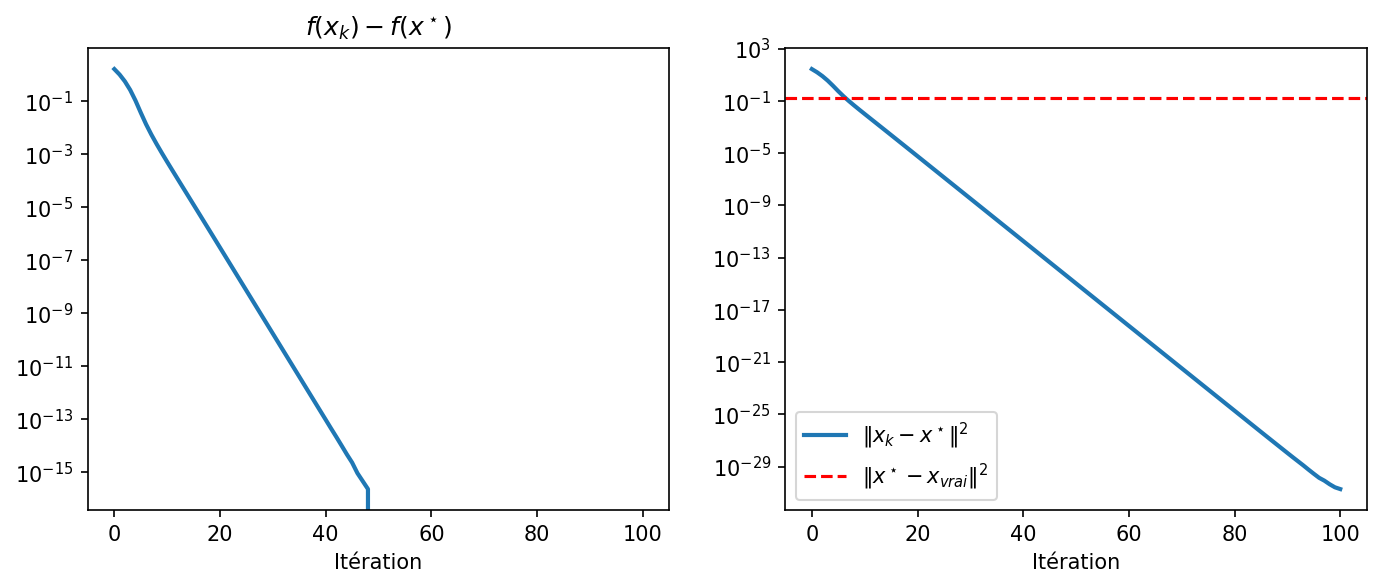 f(x_k) − f(x^⋆)
10^{−1}
10^{−3}
10^{−5}
10^{−7}
10^{−9}
10^{−11}
10^{−13}
10^{−15}
0 20 40 60 80 100
Itération
10^3
10^{−1}
10^{−5}
10^{−9}
10^{−13}
10^{−17}
10^{−21}
10^{−25}
10^{−29}
‖x_k − x^⋆‖^2
‖x^⋆ − x_{vrai}‖^2
0 20 40 60 80 100
Itération